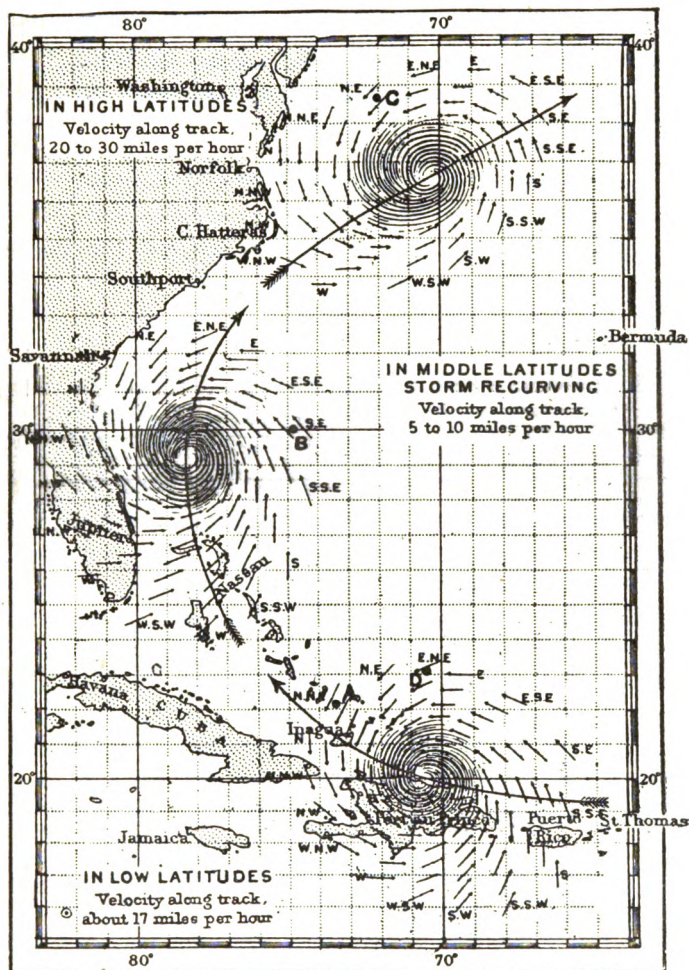 80°
70°
40°
40°
E.N.E
E
Washington
N.E
C
E.S.E
IN HIGH LATITUDES
Velocity along track,
20 to 30 miles per hour
N.N.E
S.E
N
S.S.E
Norfolk
N.N.W
S
N.W
C. Hatteras
S.S.W
W.N.W
S.W
Southport
W
W.S.W
E.N.E
N.E
E
Bermuda
Savannah
IN MIDDLE LATITUDES
STORM RECURVING
Velocity along track,
5 to 10 miles per hour
E.S.E
N
S.E
B
30°
30°
N.N.W
S.S.E
Jupiter
S
Nassau
S.S.W
W.S.W
W
N.E
E.N.E
E
D
Havana
CUBA
N.N.E
A
E.S.E
Inagua
N
S.E
20°
20°
N.N.W
S.S.E
St Thomas
N.W
Puerto
Rico
Jamaica
W.N.W
W
S
IN LOW LATITUDES
Velocity along track,
about 17 miles per hour
W.S.W
S.W
S.S.W
80°
70°